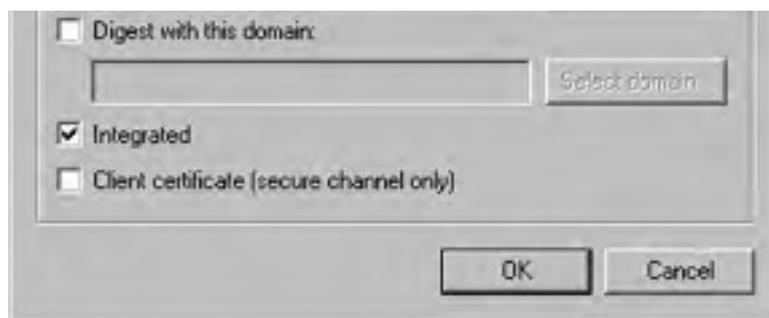 Digest with this domain:
Select domain
Integrated
Client certificate (secure channel only)
OK Cancel